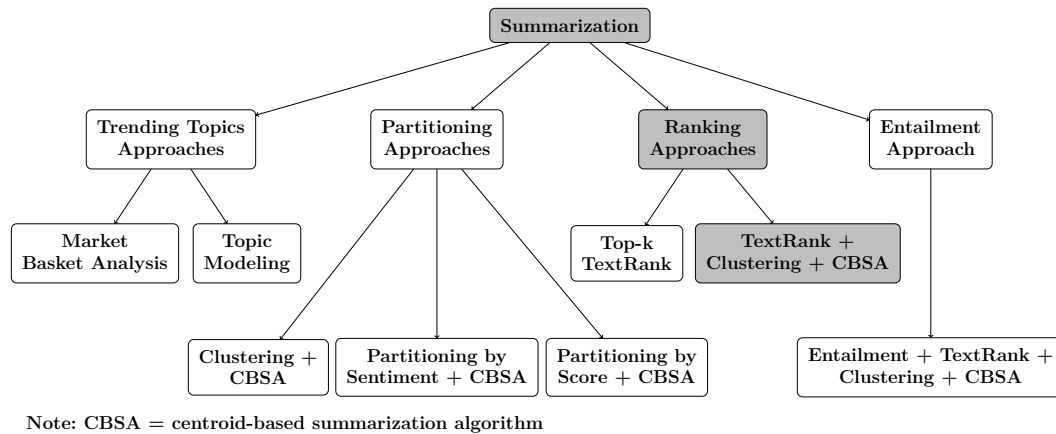 Summarization
Trending Topics
Approaches
Partitioning
Approaches
Ranking
Approaches
Entailment
Approach
Market
Basket Analysis
Topic
Modeling
Top-k
TextRank
TextRank +
Clustering + CBSA
Clustering +
CBSA
Partitioning by
Sentiment + CBSA
Partitioning by
Score + CBSA
Entailment + TextRank +
Clustering + CBSA
Note: CBSA = centroid-based summarization algorithm